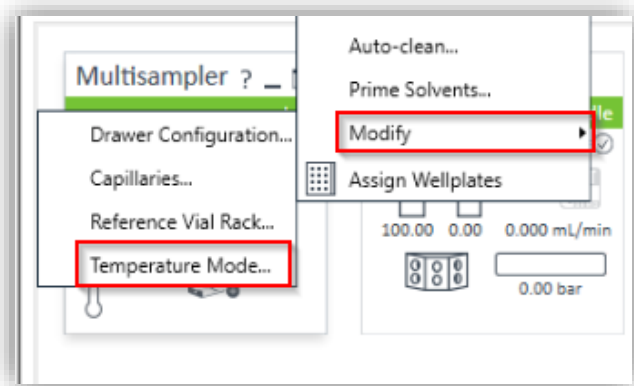 Multisampler ? _
Auto-clean...
Prime Solvents...
Modify
Assign Wellplates
Drawer Configuration...
Capillaries...
Reference Vial Rack...
Temperature Mode...
100.00 0.00 0.000 mL/min
0.00 bar